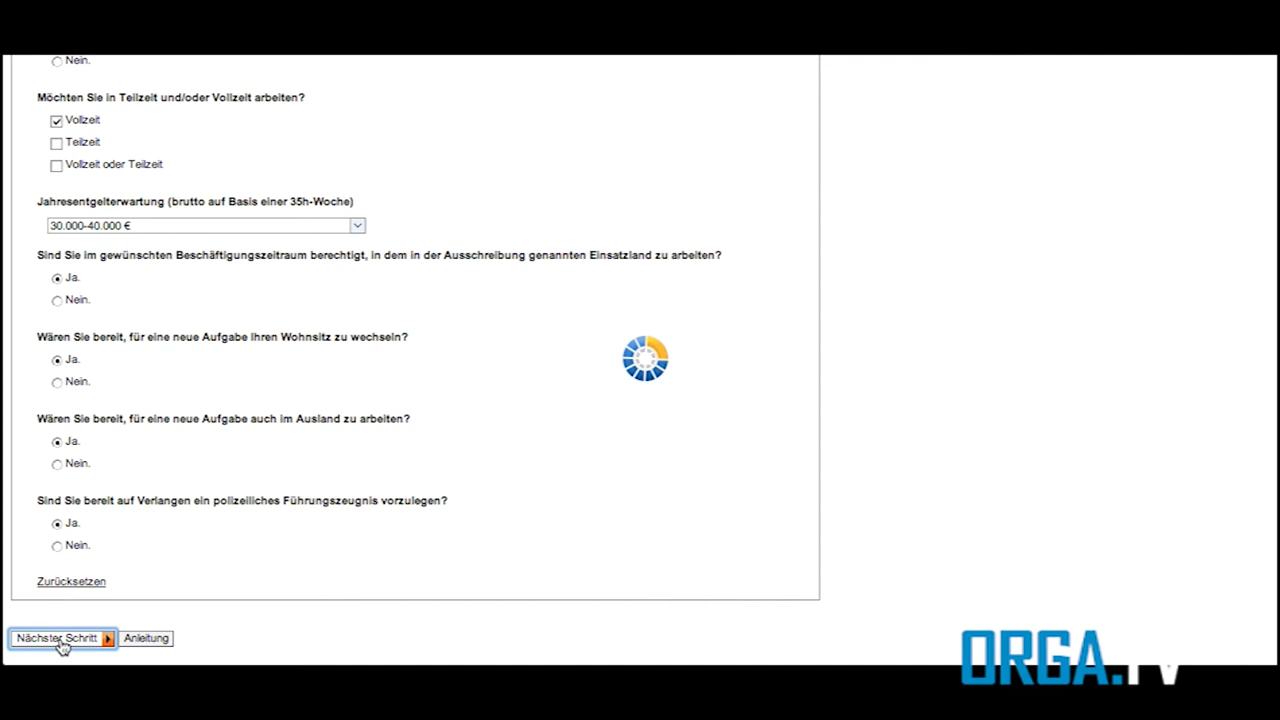 Nein.
Möchten Sie in Teilzeit und/oder Vollzeit arbeiten?
Vollzeit
Teilzeit
Vollzeit oder Teilzeit
Jahresentgelterwartung (brutto auf Basis einer 35h-Woche)
30.000-40.000 €
Sind Sie im gewünschten Beschäftigungszeitraum berechtigt, in dem in der Ausschreibung genannten Einsatzland zu arbeiten?
Ja.
Nein.
Wären Sie bereit, für eine neue Aufgabe Ihren Wohnsitz zu wechseln?
Ja.
Nein.
Wären Sie bereit, für eine neue Aufgabe auch im Ausland zu arbeiten?
Ja.
Nein.
Sind Sie bereit auf Verlangen ein polizeiliches Führungszeugnis vorzulegen?
Ja.
Nein.
Zurücksetzen
Nächster Schritt
Anleitung
ORGA.TV